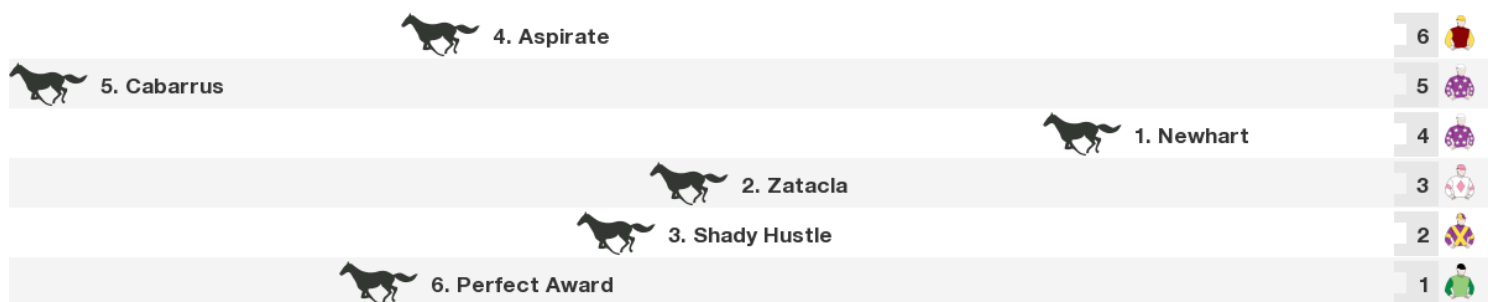 4. Aspirate 6
5. Cabarrus 5
1. Newhart 4
2. Zatacla 3
3. Shady Hustle 2
6. Perfect Award 1